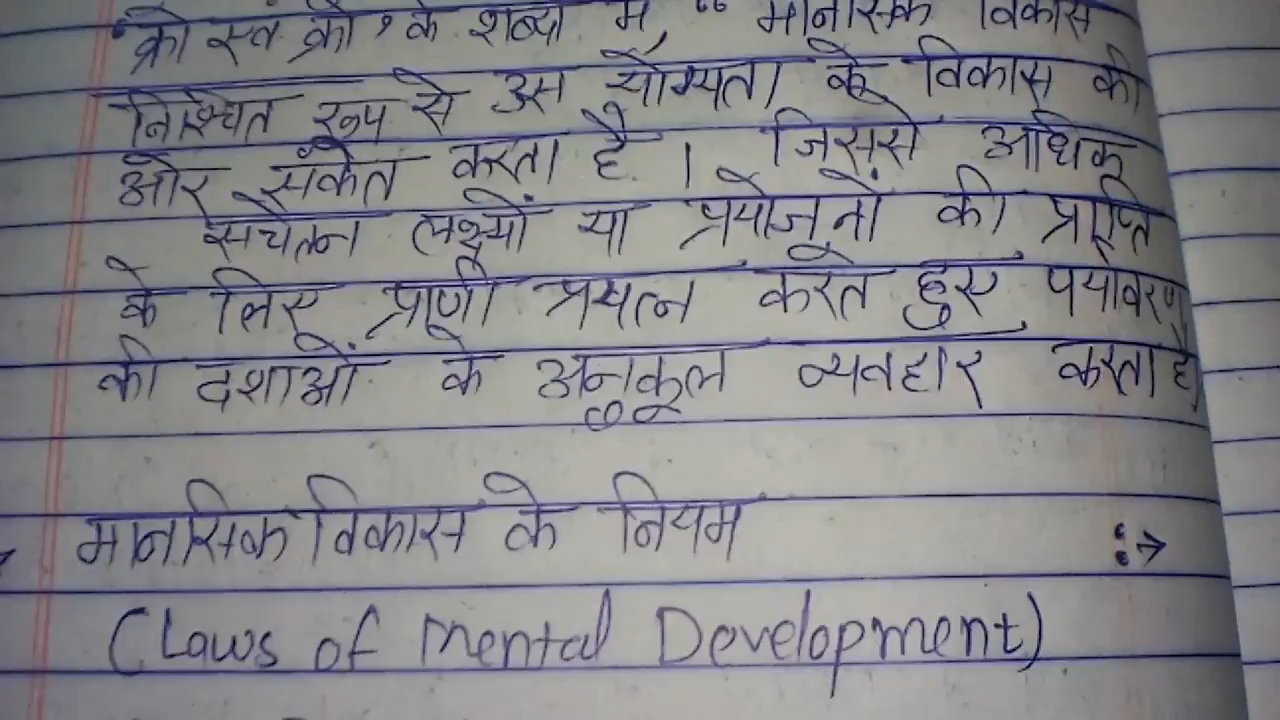 को स्व को' के शब्दो में, “ मानसिक विकास
निश्चित रूप से उस योग्यता के विकास की
ओर संकेत करता है । जिससे अधिक
सचेतन लक्ष्यों या प्रयोजनों की प्राप्ति
के लिए प्राणी प्रयत्न करते हुए पर्यावरण
की दशाओं के अनुकूल व्यवहार करता है
मानसिक विकास के नियम :→
(Laws of Mental Development)